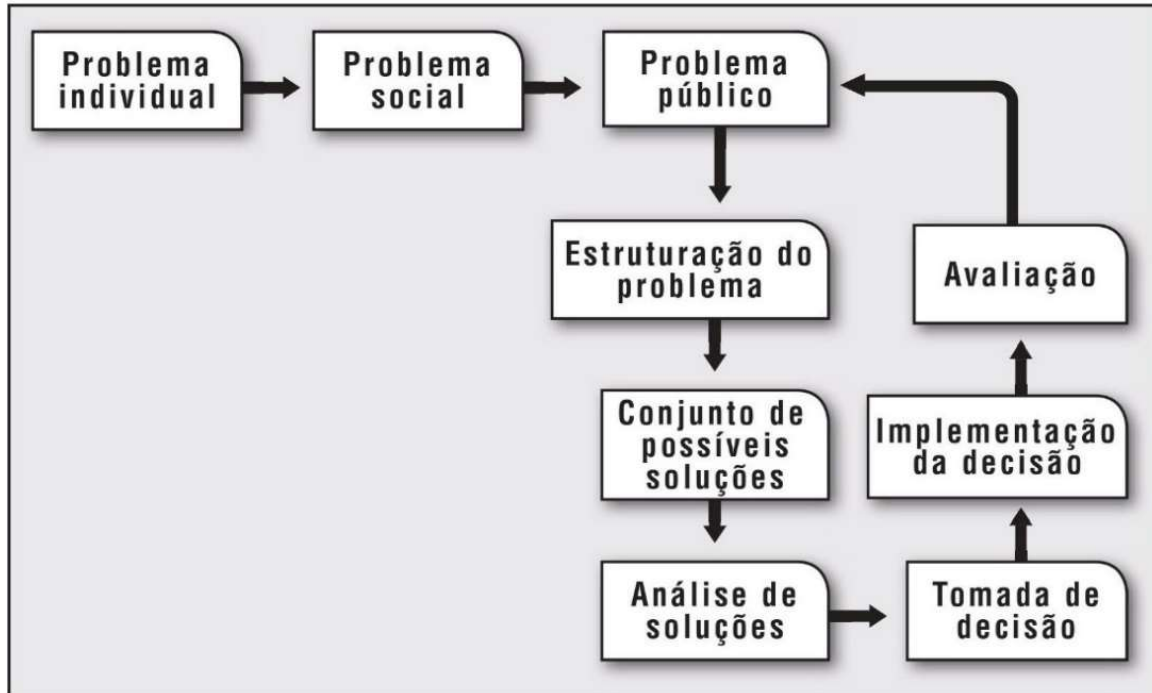 Problema
individual
Problema
social
Problema
público
Estruturação do
problema
Avaliação
Conjunto de
possíveis
soluções
Implementação
da decisão
Análise de
soluções
Tomada de
decisão